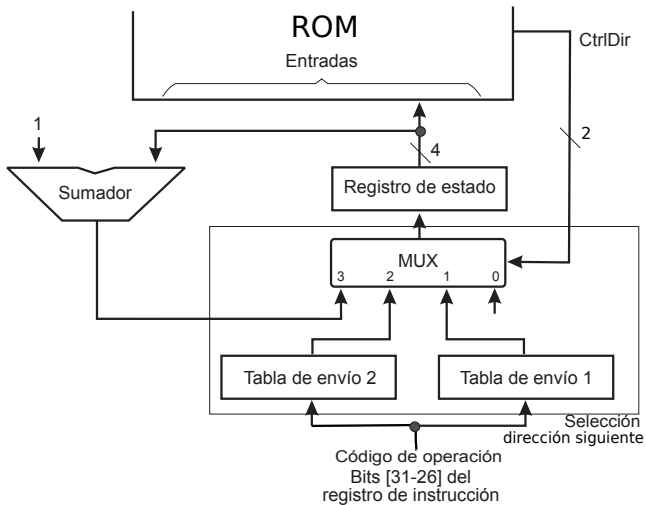 ROM
CtrlDir
Entradas
1
2
4
Sumador
Registro de estado
MUX
3 2 1 0
Tabla de envío 2
Tabla de envío 1
Selección
dirección siguiente
Código de operación
Bits [31-26] del
registro de instrucción